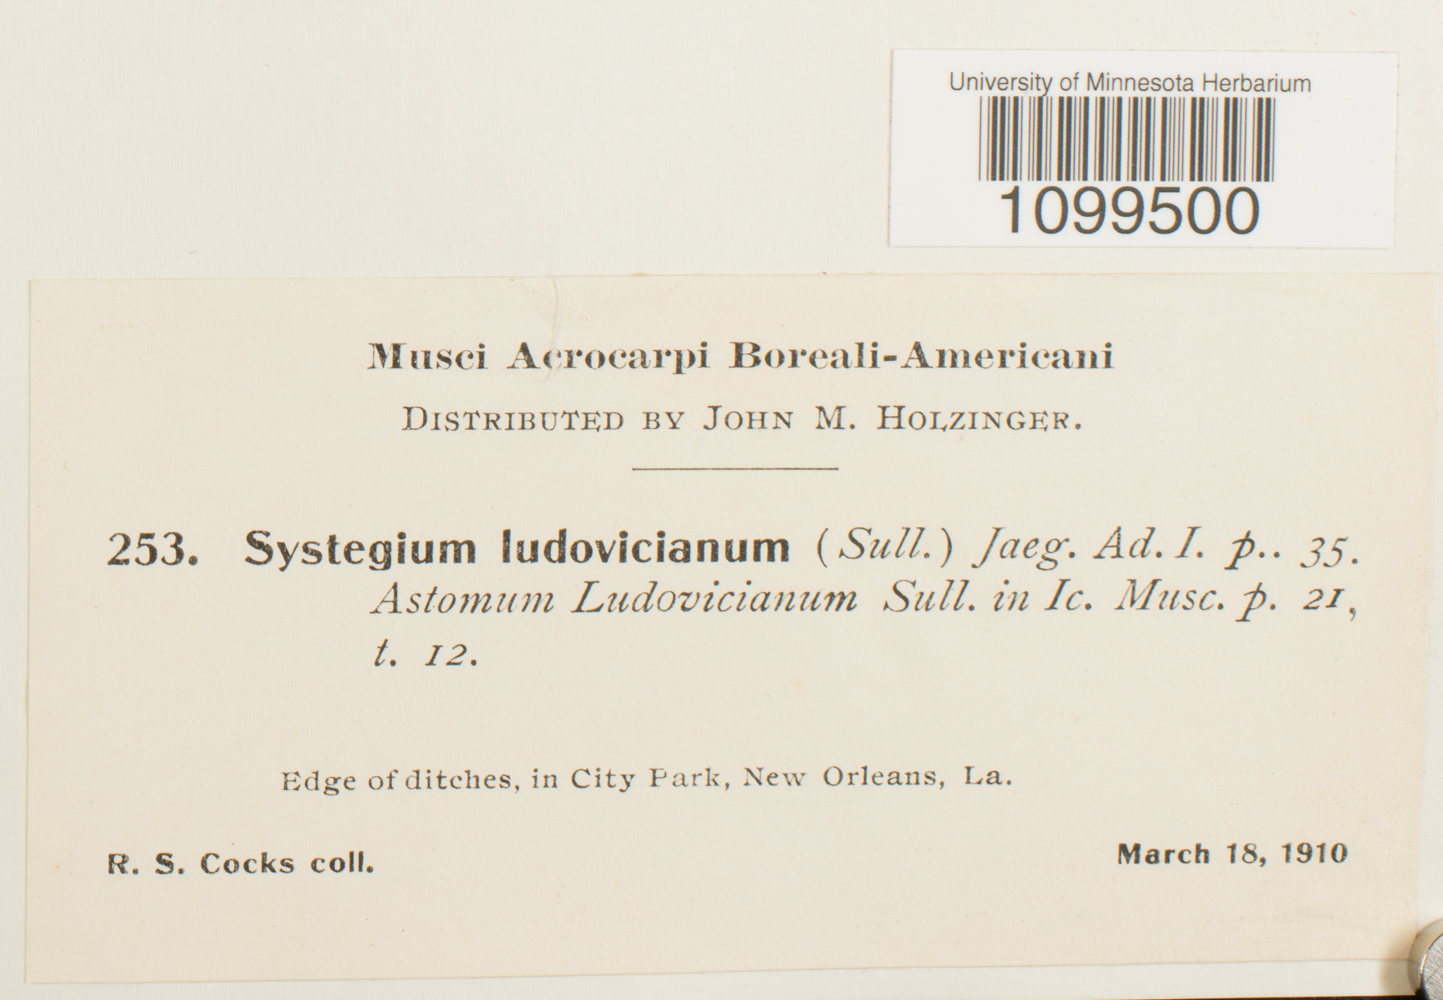 University of Minnesota Herbarium
1099500
Musci Acrocarpi Boreali-Americani
DISTRIBUTED BY JOHN M. HOLZINGER.
253. Systegium ludovicianum (Sull.) Jaeg. Ad. I. p.. 35.
Astomum Ludovicianum Sull. in Ic. Musc. p. 21,
t. 12.
Edge of ditches, in City Park, New Orleans, La.
R. S. Cocks coll.
March 18, 1910